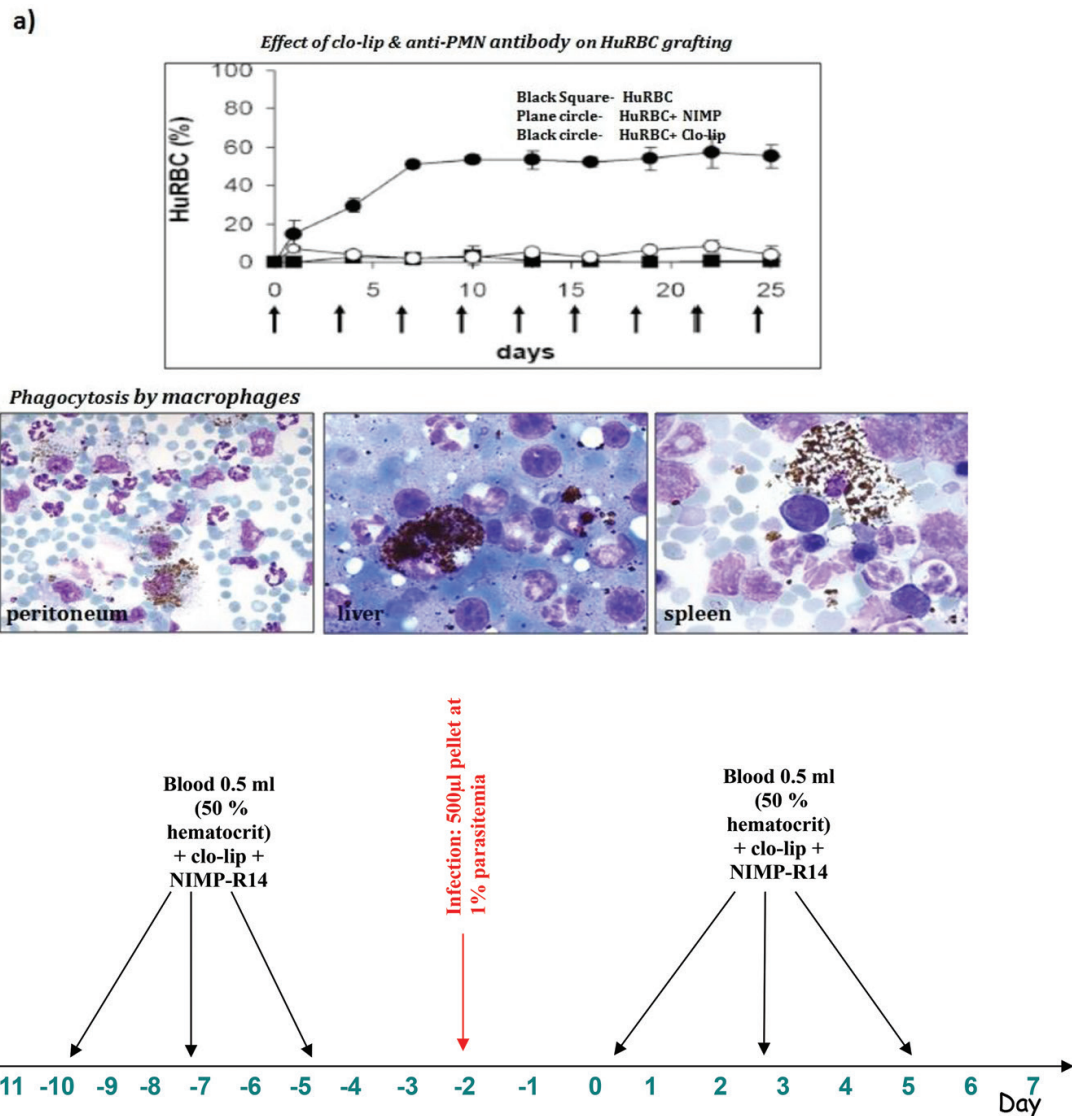 a)
Effect of clo-lip & anti-PMN antibody on HuRBC grafting
100
80
60
40
20
0
HuRBC (%)
Black Square- HuRBC
Plane circle- HuRBC+ NIMP
Black circle- HuRBC+ Clo-lip
0 5 10 15 20 25
days
Phagocytosis by macrophages
peritoneum
liver
spleen
Blood 0.5 ml
(50 %
hematocrit)
+ clo-lip +
NIMP-R14
Infection: 500µl pellet at
1% parasitemia
Blood 0.5 ml
(50 %
hematocrit)
+ clo-lip +
NIMP-R14
11 -10 -9 -8 -7 -6 -5 -4 -3 -2 -1 0 1 2 3 4 5 6 7
Day